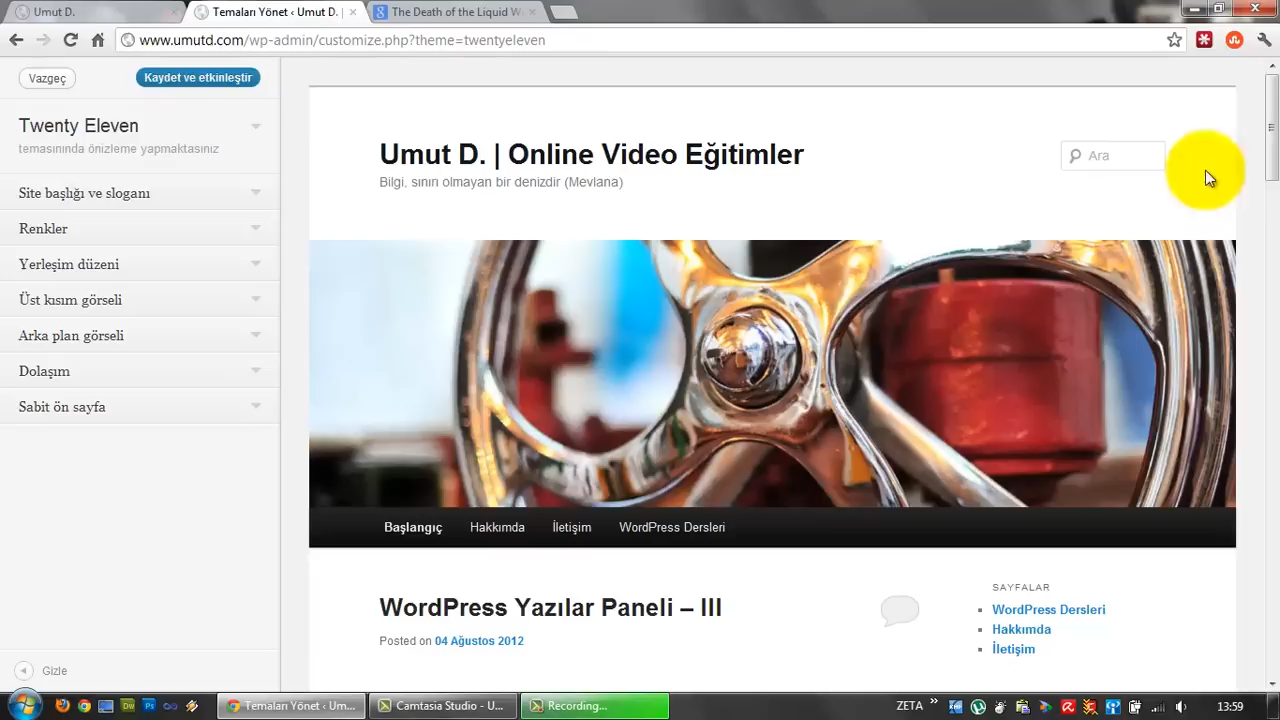 Umut D.
Temaları Yönet ‹ Umut D. |
The Death of the Liquid W
www.umutd.com/wp-admin/customize.php?theme=twentyeleven
Vazgeç
Kaydet ve etkinleştir
Twenty Eleven
temasınında önizleme yapmaktasınız
Site başlığı ve sloganı
Renkler
Yerleşim düzeni
Üst kısım görseli
Arka plan görseli
Dolaşım
Sabit ön sayfa
Gizle
Umut D. | Online Video Eğitimler
Bilgi, sınırı olmayan bir denizdir (Mevlana)
Ara
Başlangıç
Hakkımda
İletişim
WordPress Dersleri
WordPress Yazılar Paneli – III
Posted on 04 Ağustos 2012
SAYFALAR
WordPress Dersleri
Hakkımda
İletişim
Temaları Yönet ‹ Um...
Camtasia Studio - U...
Recording...
ZETA
13:59